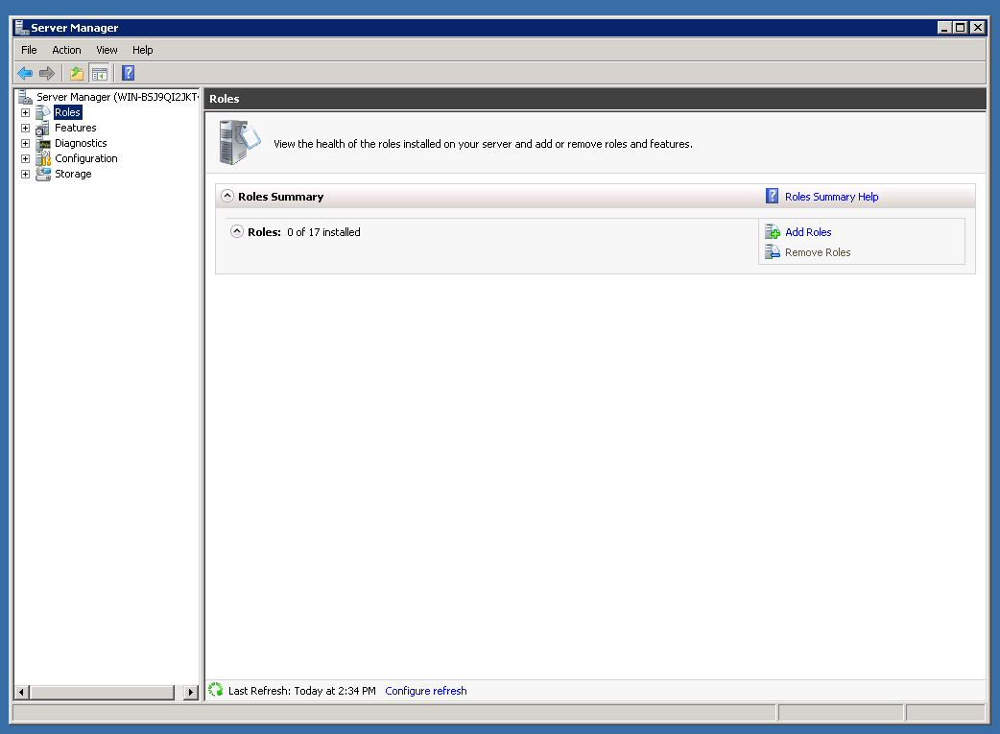 Server Manager
File Action View Help
Server Manager (WIN-BSJ9QI2JKT
Roles
Features
Diagnostics
Configuration
Storage
Roles
View the health of the roles installed on your server and add or remove roles and features.
Roles Summary
Roles Summary Help
Roles: 0 of 17 installed
Add Roles
Remove Roles
Last Refresh: Today at 2:34 PM Configure refresh